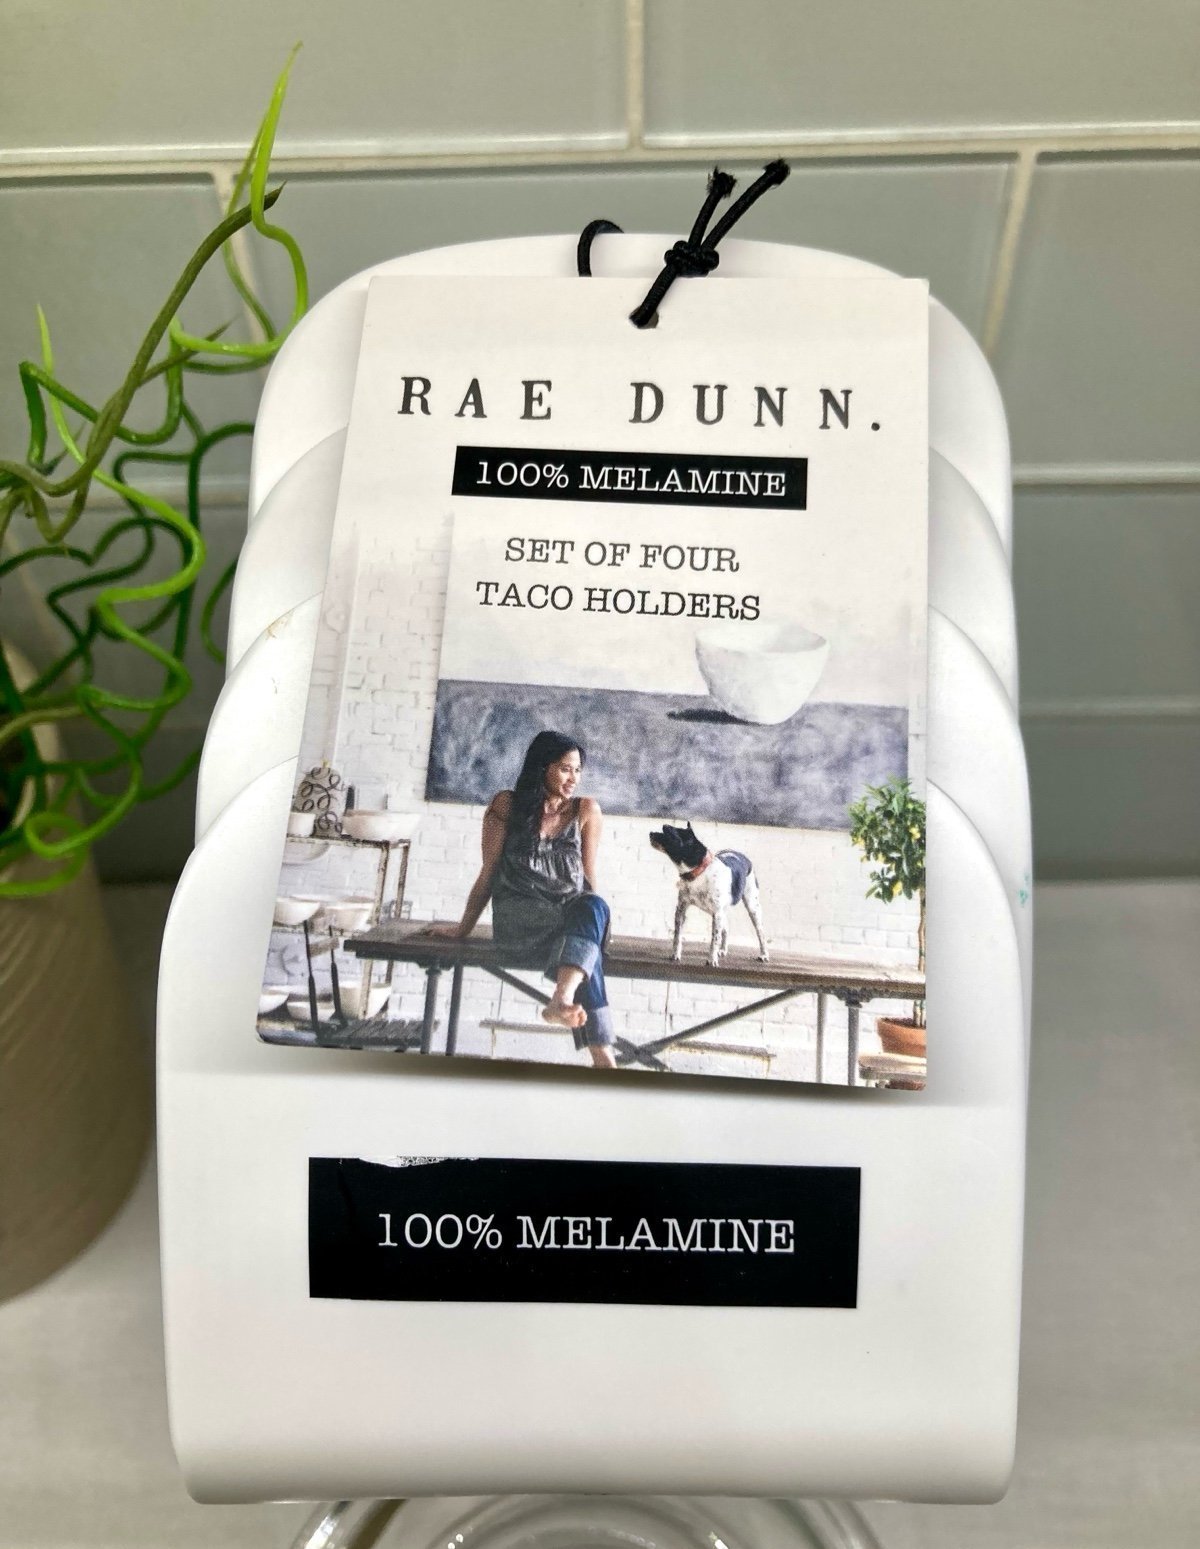 RAE DUNN.
100% MELAMINE
SET OF FOUR
TACO HOLDERS
100% MELAMINE